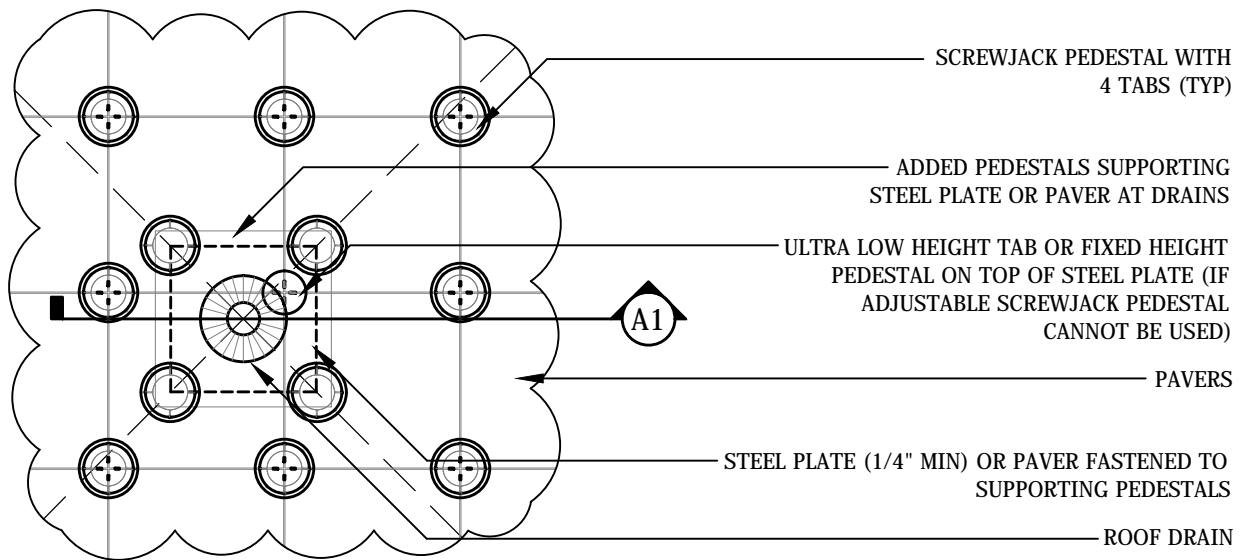 SCREWJACK PEDESTAL WITH
4 TABS (TYP)
ADDED PEDESTALS SUPPORTING
STEEL PLATE OR PAVER AT DRAINS
ULTRA LOW HEIGHT TAB OR FIXED HEIGHT
PEDESTAL ON TOP OF STEEL PLATE (IF
ADJUSTABLE SCREWJACK PEDESTAL
CANNOT BE USED)
A1
PAVERS
STEEL PLATE (1/4" MIN) OR PAVER FASTENED TO
SUPPORTING PEDESTALS
ROOF DRAIN